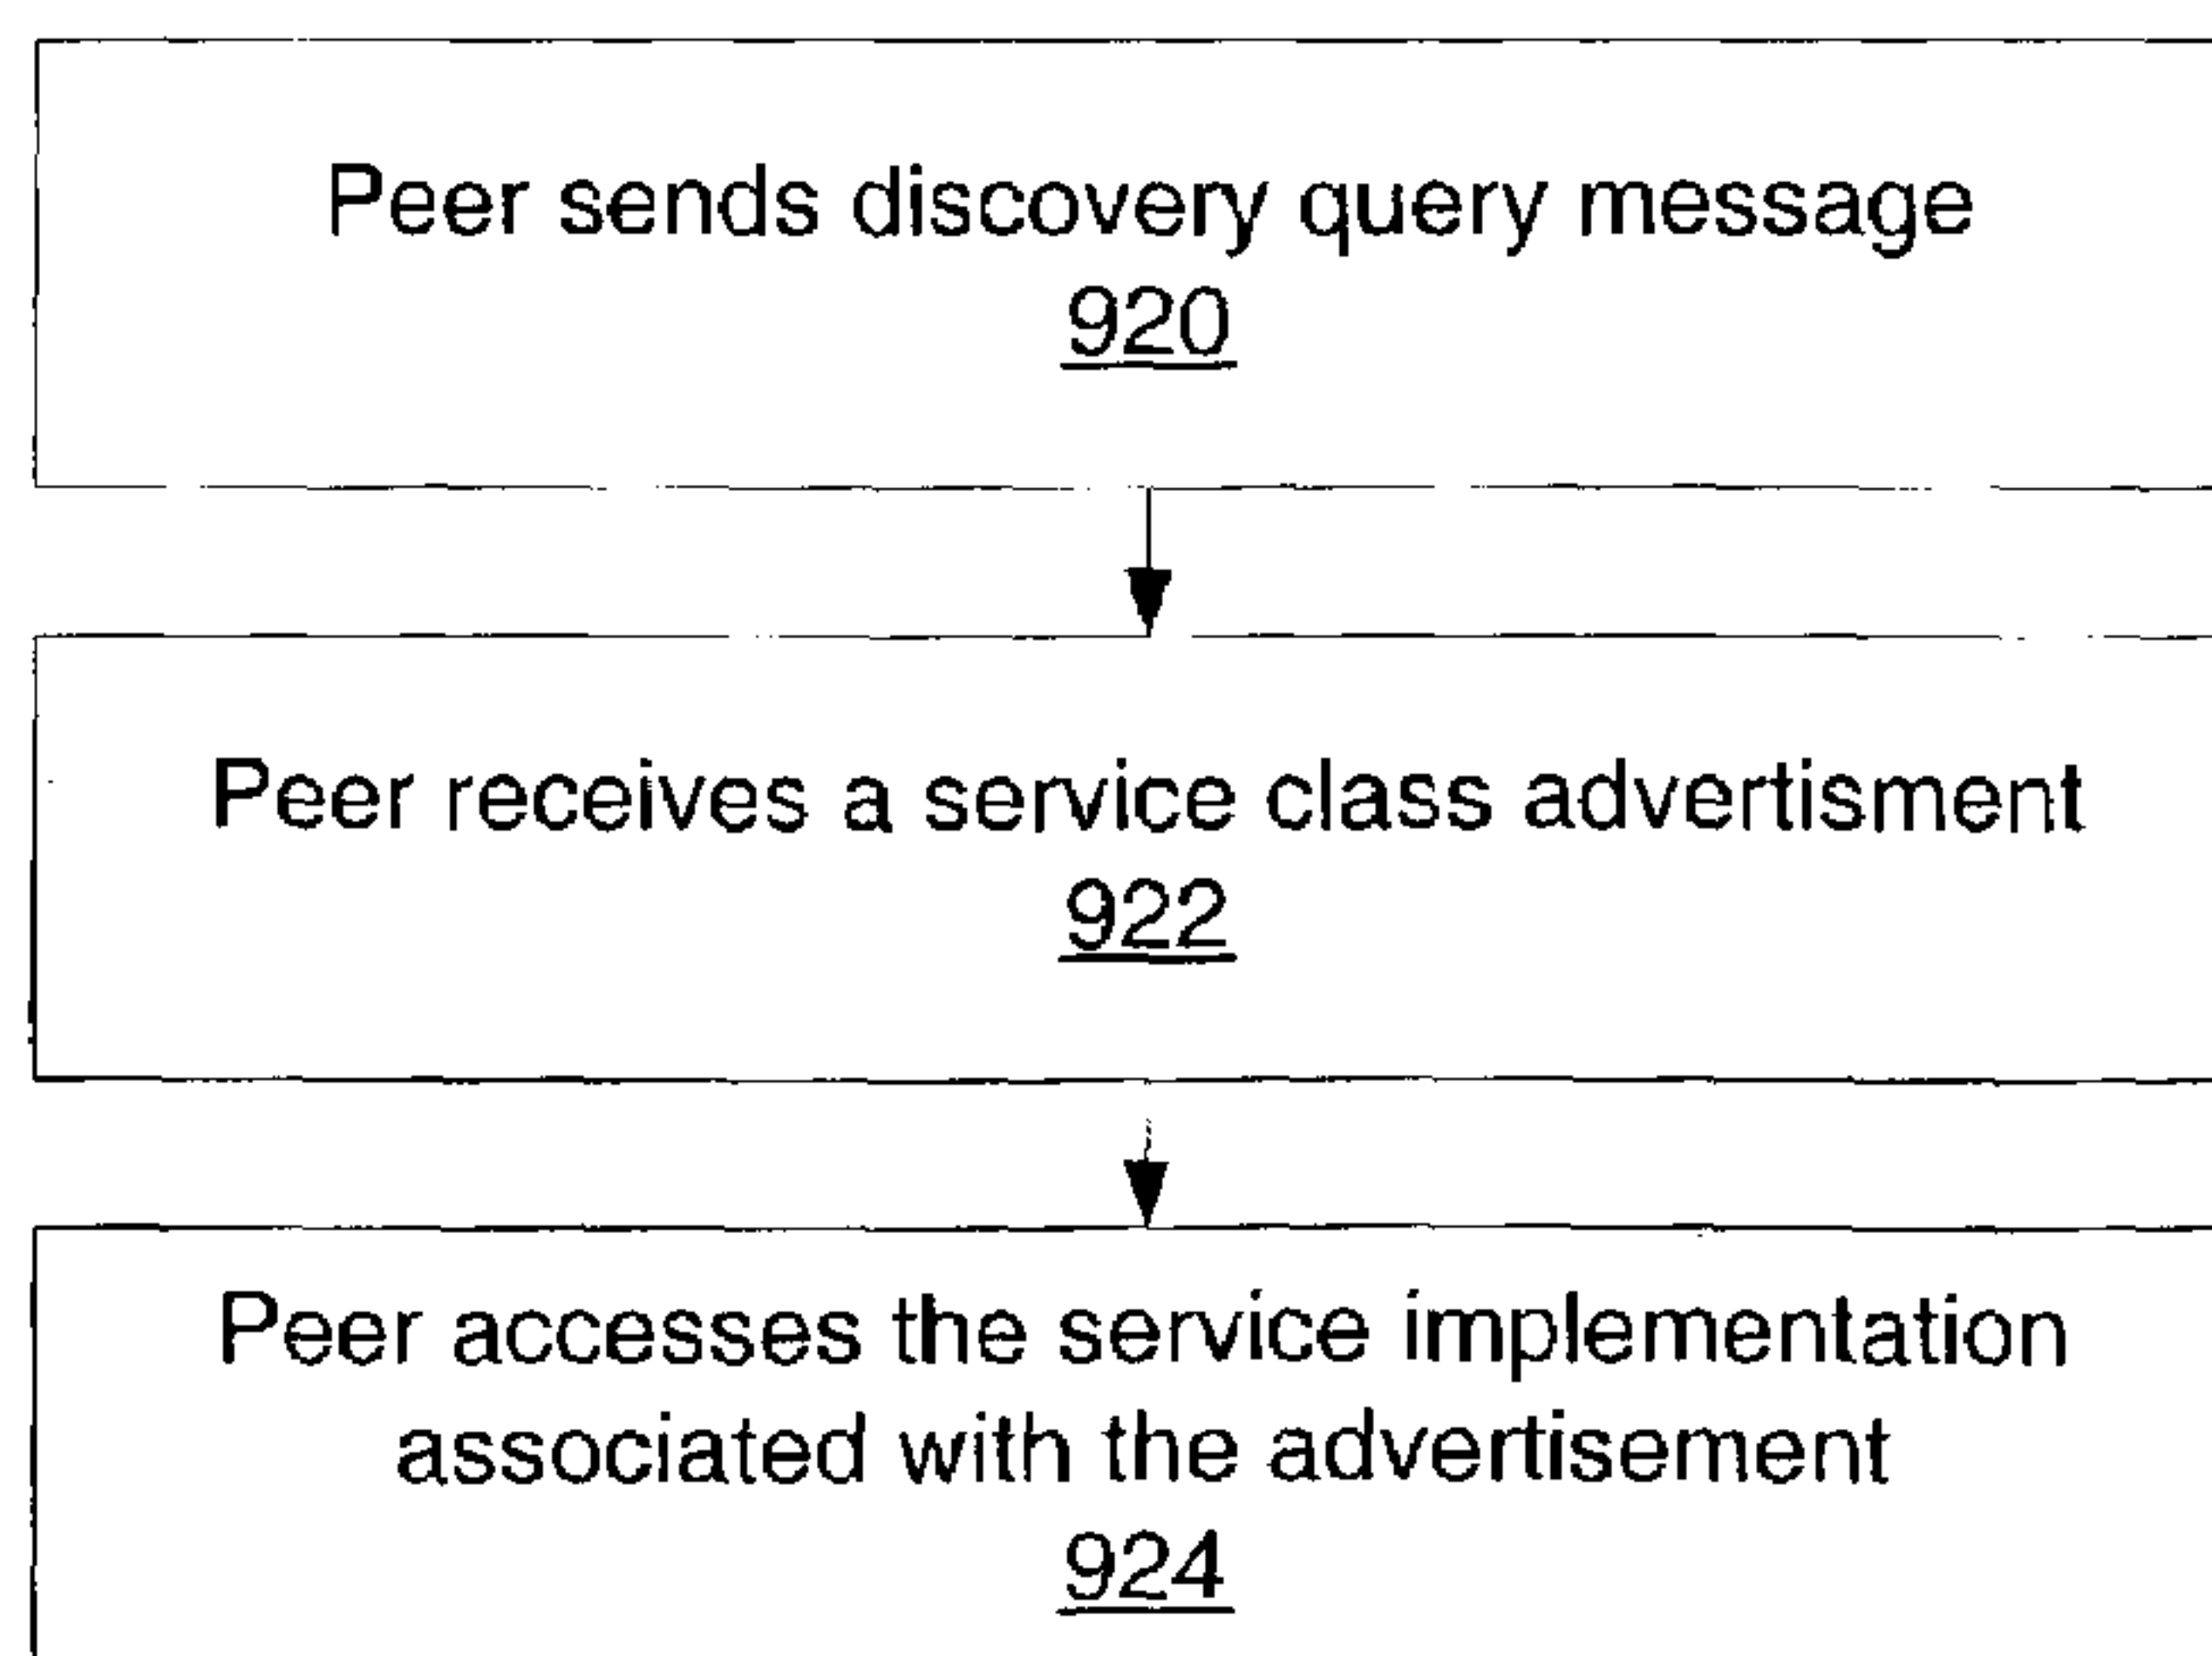 Peer sends discovery query message
920
Peer receives a service class advertisment
922
Peer accesses the service implementation
associated with the advertisement
924